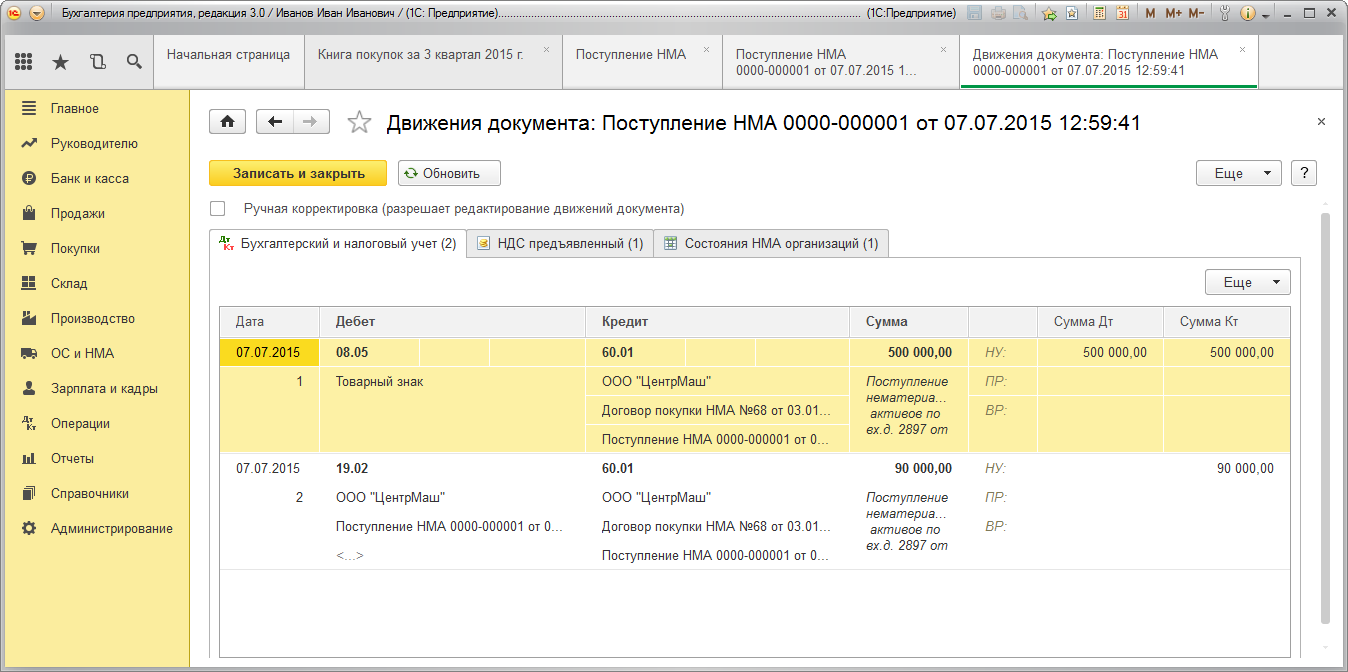 Бухгалтерия предприятия, редакция 3.0 / Иванов Иван Иванович / (1С: Предприятие)...... (1С:Предприятие) 31 M M+ M−
Начальная страница
Книга покупок за 3 квартал 2015 г.
Поступление НМА
Поступление НМА
0000-000001 от 07.07.2015 1...
Движения документа: Поступление НМА
0000-000001 от 07.07.2015 12:59:41
Главное
Руководителю
Банк и касса
Продажи
Покупки
Склад
Производство
ОС и НМА
Зарплата и кадры
Дт Кт Операции
Отчеты
Справочники
Администрирование
Движения документа: Поступление НМА 0000-000001 от 07.07.2015 12:59:41
Записать и закрыть Обновить Еще ?
Ручная корректировка (разрешает редактирование движений документа)
Дт Кт Бухгалтерский и налоговый учет (2) НДС предъявленный (1) Состояния НМА организаций (1)
Еще
Дата Дебет Кредит Сумма Сумма Дт Сумма Кт
07.07.2015 08.05 60.01 500 000,00 НУ: 500 000,00 500 000,00
1 Товарный знак ООО "ЦентрМаш" Поступление ПР:
нематериа...
Договор покупки НМА №68 от 03.01... активов по ВР:
вх.д. 2897 от
Поступление НМА 0000-000001 от 0...
07.07.2015 19.02 60.01 90 000,00 НУ: 90 000,00
2 ООО "ЦентрМаш" ООО "ЦентрМаш" Поступление ПР:
нематериа...
Поступление НМА 0000-000001 от 0... Договор покупки НМА №68 от 03.01... активов по ВР:
вх.д. 2897 от
<...> Поступление НМА 0000-000001 от 0...